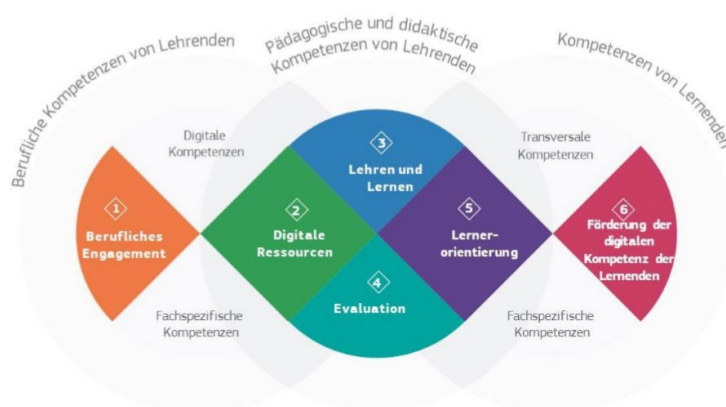 Berufliche Kompetenzen von Lehrenden
Pädagogische und didaktische
Kompetenzen von Lehrenden
Kompetenzen von Lernenden
Digitale
Kompetenzen
Transversale
Kompetenzen
1
Berufliches
Engagement
2
Digitale
Ressourcen
3
Lehren und
Lernen
4
Evaluation
5
Lerner-
orientierung
6
Förderung der
digitalen
Kompetenz der
Lernenden
Fachspezifische
Kompetenzen
Fachspezifische
Kompetenzen